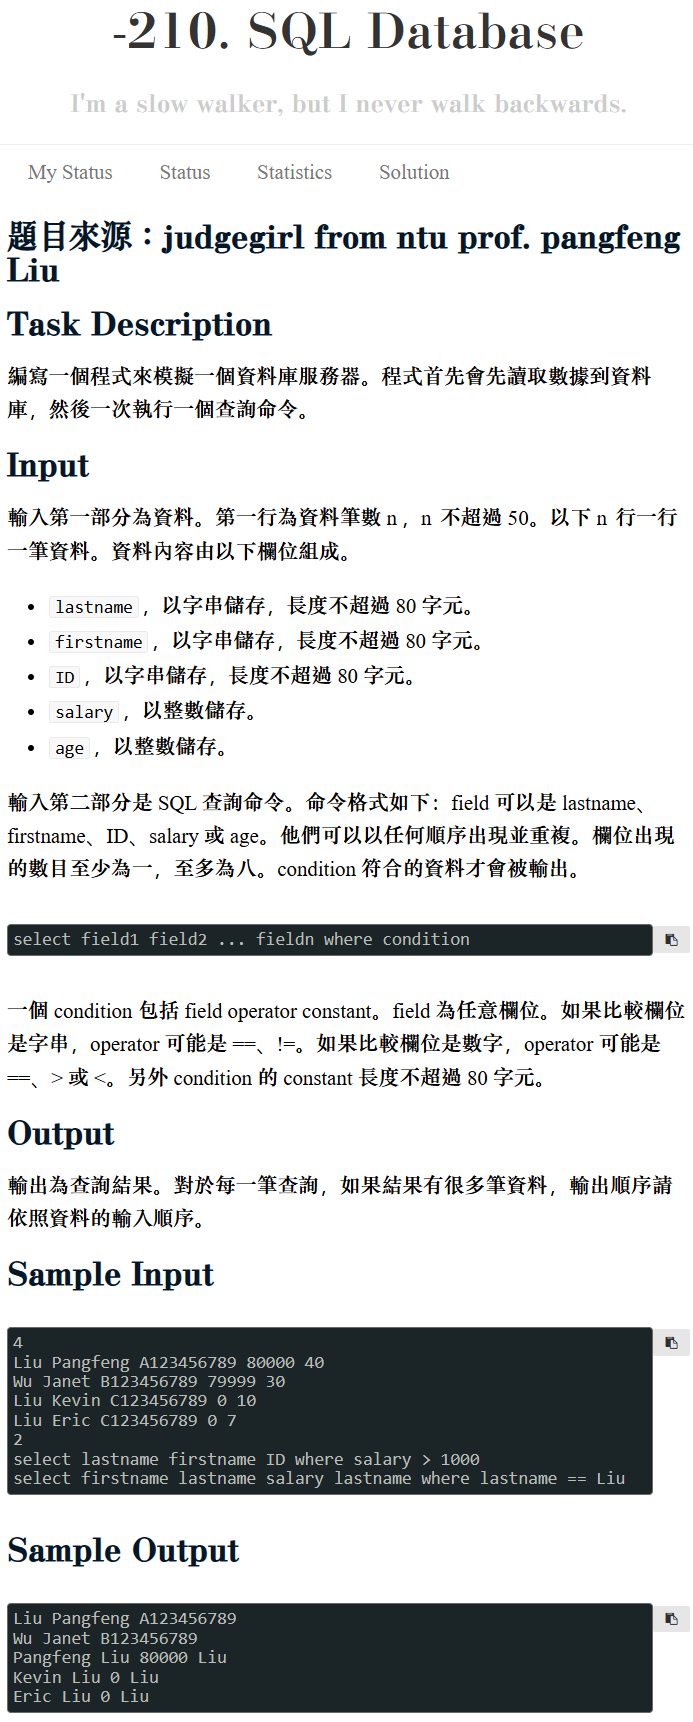 -210. SQL Database
I'm a slow walker, but I never walk backwards.
My Status Status Statistics Solution
題目來源：judgegirl from ntu prof. pangfeng
Liu
Task Description
編寫一個程式來模擬一個資料庫服務器。程式首先會先讀取數據到資料
庫，然後一次執行一個查詢命令。
Input
輸入第一部分為資料。第一行為資料筆數 n ，n 不超過 50。以下 n 行一行
一筆資料。資料內容由以下欄位組成。
• lastname ，以字串儲存，長度不超過 80 字元。
• firstname ，以字串儲存，長度不超過 80 字元。
• ID ，以字串儲存，長度不超過 80 字元。
• salary ，以整數儲存。
• age ，以整數儲存。
輸入第二部分是 SQL 查詢命令。命令格式如下：field 可以是 lastname、
firstname、ID、salary 或 age。他們可以以任何順序出現並重複。欄位出現
的數目至少為一，至多為八。condition 符合的資料才會被輸出。
select field1 field2 ... fieldn where condition
一個 condition 包括 field operator constant。field 為任意欄位。如果比較欄位
是字串，operator 可能是 ==、!=。如果比較欄位是數字，operator 可能是
==、> 或 <。另外 condition 的 constant 長度不超過 80 字元。
Output
輸出為查詢結果。對於每一筆查詢，如果結果有很多筆資料，輸出順序請
依照資料的輸入順序。
Sample Input
4
Liu Pangfeng A123456789 80000 40
Wu Janet B123456789 79999 30
Liu Kevin C123456789 0 10
Liu Eric C123456789 0 7
2
select lastname firstname ID where salary > 1000
select firstname lastname salary lastname where lastname == Liu
Sample Output
Liu Pangfeng A123456789
Wu Janet B123456789
Pangfeng Liu 80000 Liu
Kevin Liu 0 Liu
Eric Liu 0 Liu